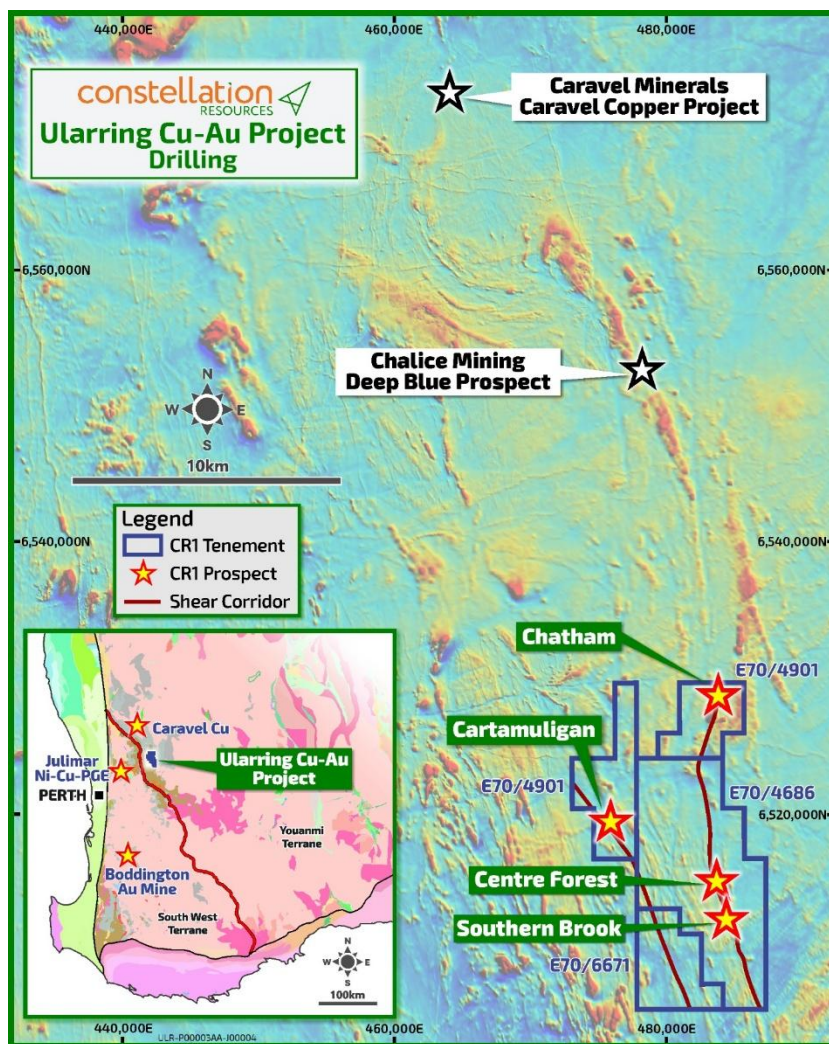 440,000E
460,000E
480,000E
constellation
RESOURCES
Ularring Cu-Au Project
Drilling
Caravel Minerals
Caravel Copper Project
6,560,000N
6,560,000N
Chalice Mining
Deep Blue Prospect
N
W
E
S
10km
Legend
CR1 Tenement
CR1 Prospect
Shear Corridor
6,540,000N
6,540,000N
Chatham
E70/4901
Cartamuligan
E70/4901
E70/4686
6,520,000N
Centre Forest
Southern Brook
E70/6671
Caravel Cu
Julimar
Ni-Cu-PGE
Ularring Cu-Au
Project
PERTH
Youanmi
Terrane
Boddington
Au Mine
South West
Terrane
N
W
E
S
100km
440,000E
ULR-P00003AA-J00004
460,000E
480,000E